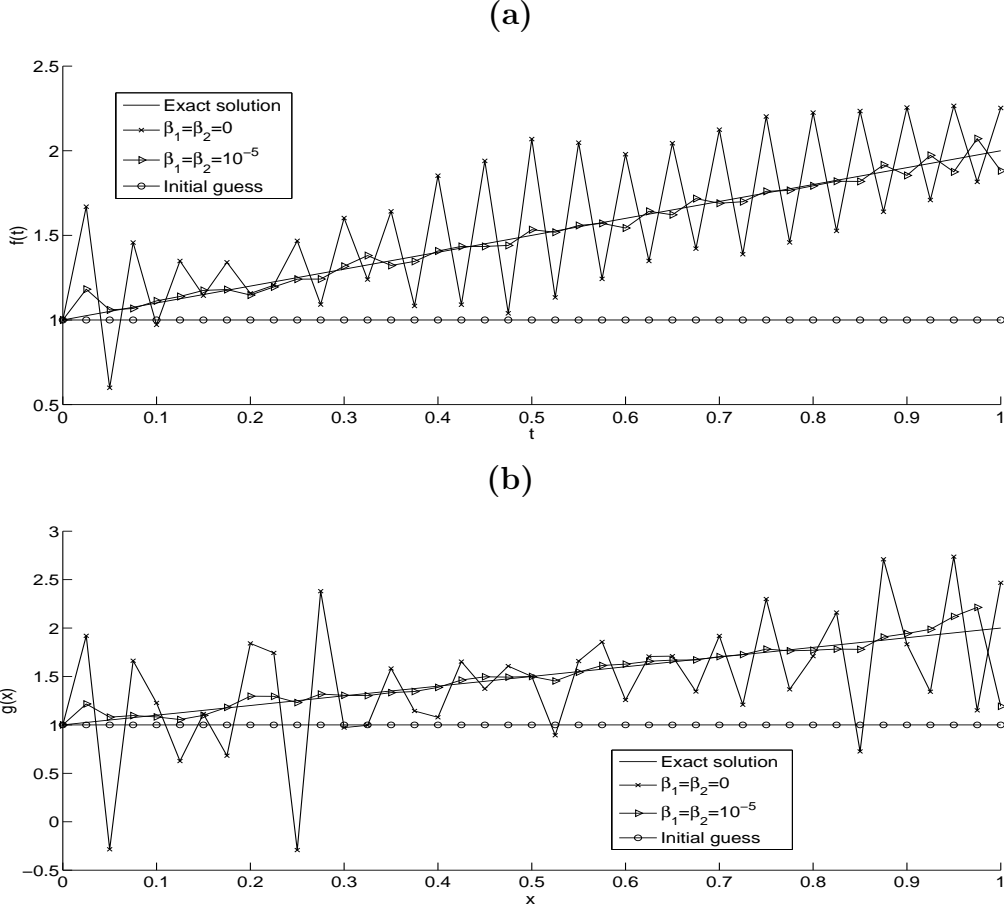 (a)
2.5
2
1.5
1
0.5
f(t)
Exact solution
β₁=β₂=0
β₁=β₂=10⁻⁵
Initial guess
0 0.1 0.2 0.3 0.4 0.5 0.6 0.7 0.8 0.9 1
t
(b)
3
2.5
2
1.5
1
0.5
0
−0.5
g(x)
Exact solution
β₁=β₂=0
β₁=β₂=10⁻⁵
Initial guess
0 0.1 0.2 0.3 0.4 0.5 0.6 0.7 0.8 0.9 1
x